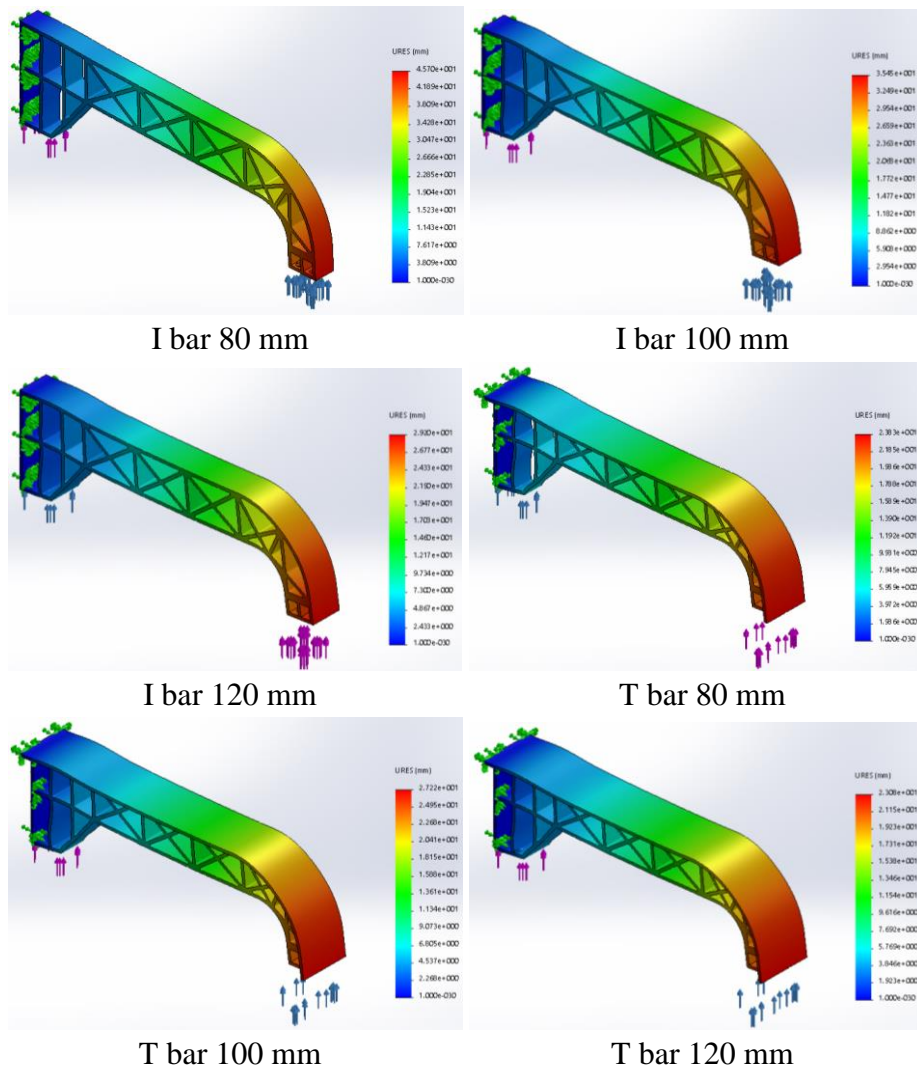 URES (mm)
4.570e+001
4.189e+001
3.809e+001
3.428e+001
3.047e+001
2.666e+001
2.285e+001
1.904e+001
1.523e+001
1.143e+001
7.617e+000
3.809e+000
1.000e-030
I bar 80 mm
URES (mm)
3.545e+001
3.249e+001
2.954e+001
2.659e+001
2.363e+001
2.068e+001
1.772e+001
1.477e+001
1.182e+001
8.862e+000
5.908e+000
2.954e+000
1.000e-030
I bar 100 mm
URES (mm)
2.920e+001
2.677e+001
2.433e+001
2.190e+001
1.947e+001
1.703e+001
1.460e+001
1.217e+001
9.734e+000
7.300e+000
4.867e+000
2.433e+000
1.000e-030
I bar 120 mm
URES (mm)
2.383e+001
2.185e+001
1.986e+001
1.788e+001
1.589e+001
1.390e+001
1.192e+001
9.931e+000
7.945e+000
5.959e+000
3.972e+000
1.986e+000
1.000e-030
T bar 80 mm
URES (mm)
2.722e+001
2.495e+001
2.268e+001
2.041e+001
1.815e+001
1.588e+001
1.361e+001
1.134e+001
9.073e+000
6.805e+000
4.537e+000
2.268e+000
1.000e-030
T bar 100 mm
URES (mm)
2.308e+001
2.115e+001
1.923e+001
1.731e+001
1.538e+001
1.346e+001
1.154e+001
9.616e+000
7.692e+000
5.769e+000
3.846e+000
1.923e+000
1.000e-030
T bar 120 mm